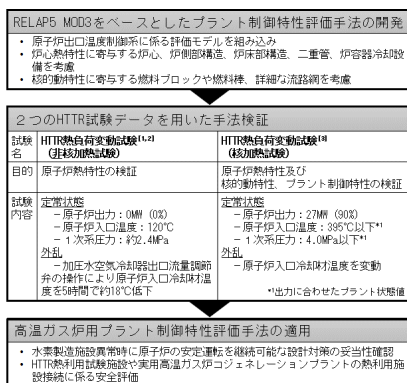 RELAP5 MOD3をベースとしたプラント制御特性評価手法の開発
・ 原子炉出口温度制御系に係る評価モデルを組み込み
・ 炉心熱特性に寄与する炉心、炉側部構造、炉床部構造、二重管、炉容器冷却設
備を考慮
・ 核的動特性に寄与する燃料ブロックや燃料棒、詳細な流路網を考慮
２つのHTTR試験データを用いた手法検証
試験
名
HTTR熱負荷変動試験[1,2]
(非核加熱試験)
HTTR熱負荷変動試験[3]
(核加熱試験)
目的
原子炉熱特性の検証
原子炉熱特性及び
核的動特性、プラント制御特性の検証
試験
内容
定常状態
－原子炉出力：0MW (0%)
－原子炉入口温度：120℃
－１次系圧力：約2.4MPa
外乱
－加圧水空気冷却器出口流量調節
弁の操作により原子炉入口冷却材温
度を5時間で約18℃低下
定常状態
－原子炉出力：27MW (90%)
－原子炉入口温度：395℃以下*1
－１次系圧力：4.0MPa以下*1
外乱
－原子炉入口冷却材温度を変動
*1出力に合わせたプラント状態値
高温ガス炉用プラント制御特性評価手法の適用
・ 水素製造施設異常時に原子炉の安定運転を継続可能な設計対策の妥当性確認
・ HTTR熱利用試験施設や実用高温ガス炉コジェネレーションプラントの熱利用施
設接続に係る安全評価